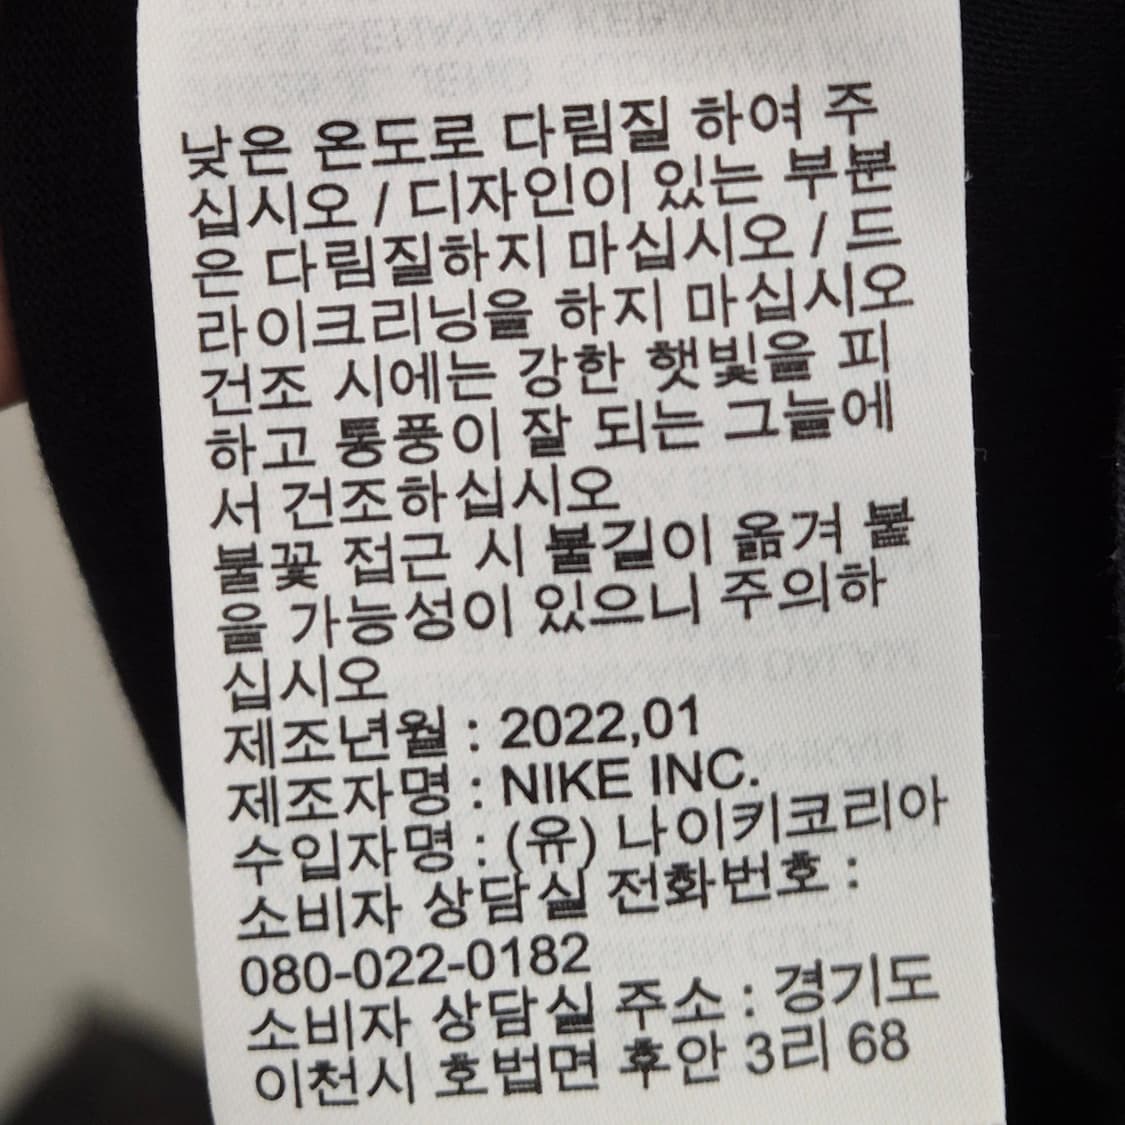 낮은 온도로 다림질 하여 주
십시오 / 디자인이 있는 부분
은 다림질하지 마십시오 / 드
라이크리닝을 하지 마십시오
건조 시에는 강한 햇빛을 피
하고 통풍이 잘 되는 그늘에
서 건조하십시오
불꽃 접근 시 불길이 옮겨 붙
을 가능성이 있으니 주의하
십시오
제조년월 : 2022,01
제조자명 : NIKE INC.
수입자명 : (유) 나이키코리아
소비자 상담실 전화번호 :
080-022-0182
소비자 상담실 주소 : 경기도
이천시 호법면 후안 3리 68